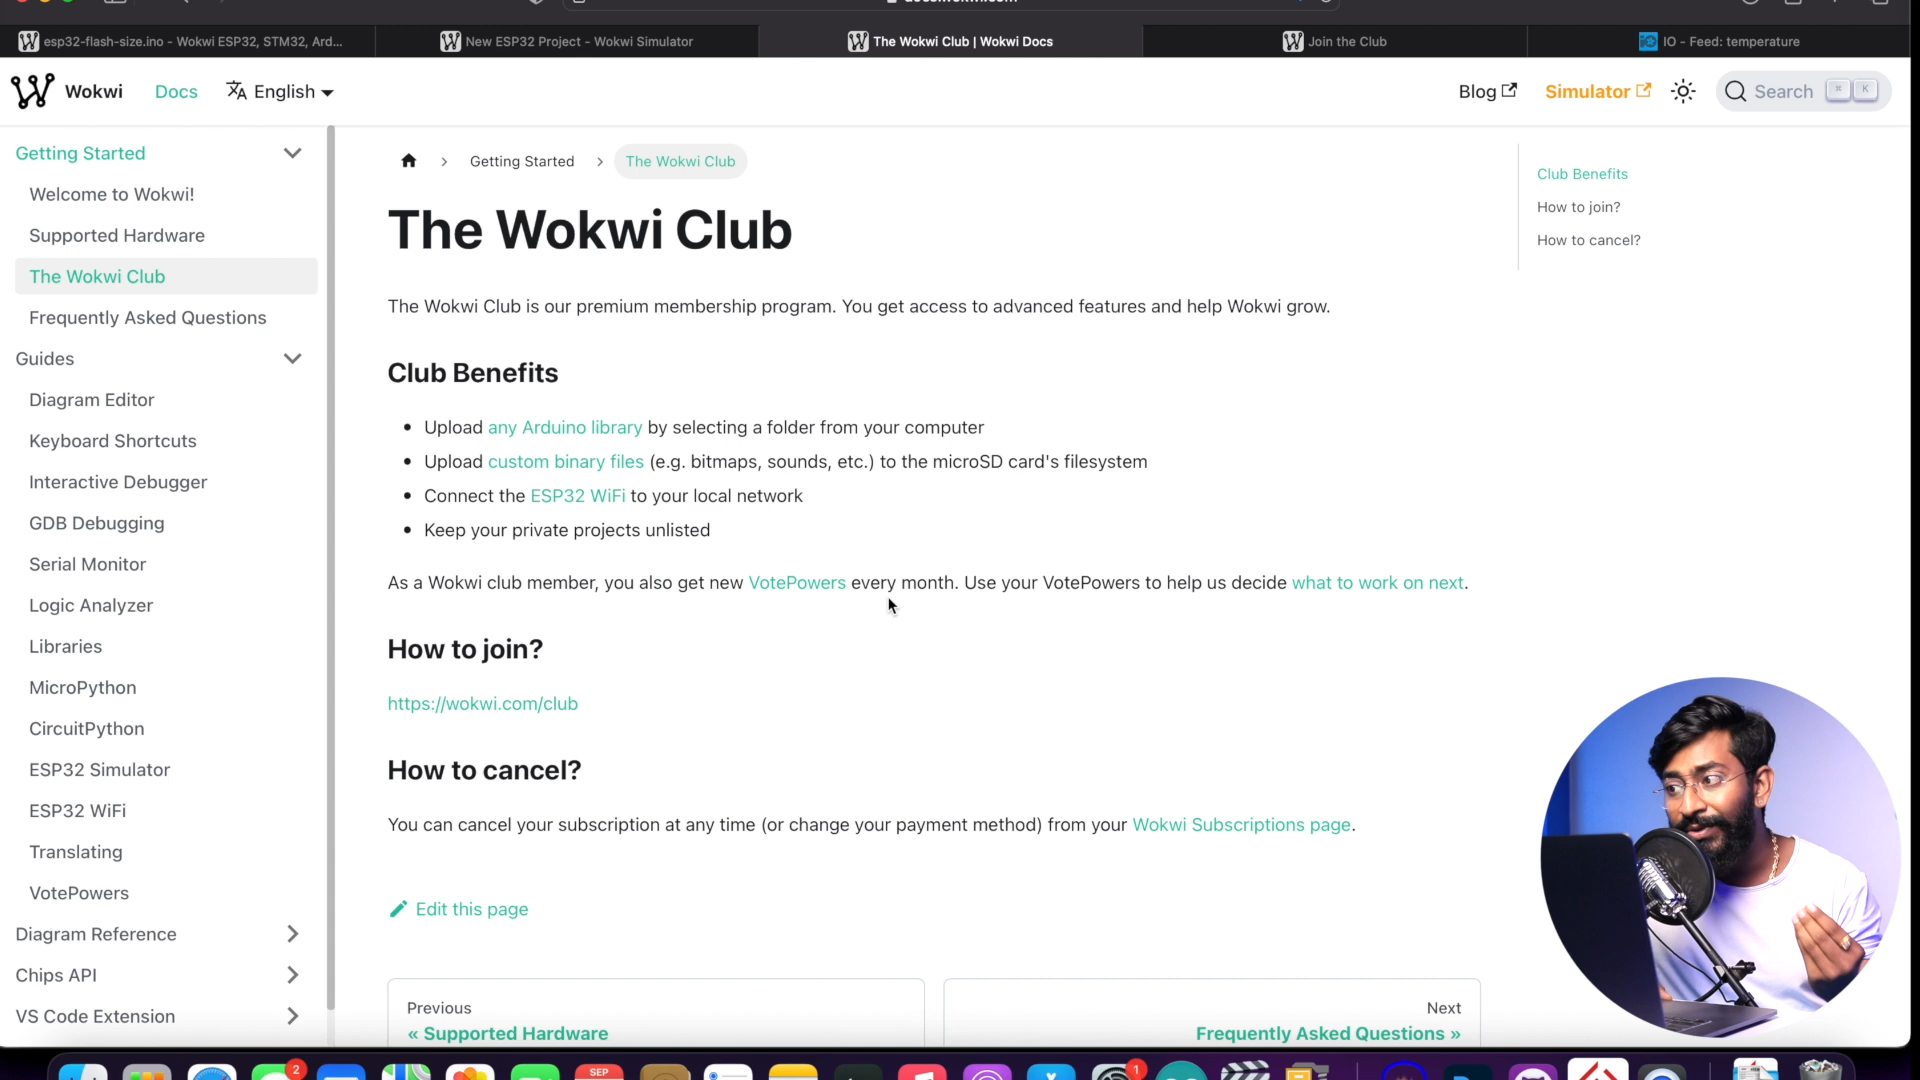 esp32-flash-size.ino - Wokwi ESP32, STM32, Ard...
New ESP32 Project - Wokwi Simulator
The Wokwi Club | Wokwi Docs
Join the Club
IO - Feed: temperature
Wokwi
Docs
English
Blog
Simulator
Search
K
Getting Started
Welcome to Wokwi!
Supported Hardware
The Wokwi Club
Frequently Asked Questions
Guides
Diagram Editor
Keyboard Shortcuts
Interactive Debugger
GDB Debugging
Serial Monitor
Logic Analyzer
Libraries
MicroPython
CircuitPython
ESP32 Simulator
ESP32 WiFi
Translating
VotePowers
Diagram Reference
Chips API
VS Code Extension
Getting Started
The Wokwi Club
The Wokwi Club
The Wokwi Club is our premium membership program. You get access to advanced features and help Wokwi grow.
Club Benefits
Upload any Arduino library by selecting a folder from your computer
Upload custom binary files (e.g. bitmaps, sounds, etc.) to the microSD card's filesystem
Connect the ESP32 WiFi to your local network
Keep your private projects unlisted
As a Wokwi club member, you also get new VotePowers every month. Use your VotePowers to help us decide what to work on next.
How to join?
https://wokwi.com/club
How to cancel?
You can cancel your subscription at any time (or change your payment method) from your Wokwi Subscriptions page.
Edit this page
Previous
« Supported Hardware
Next
Frequently Asked Questions »
Club Benefits
How to join?
How to cancel?
2
SEP
1